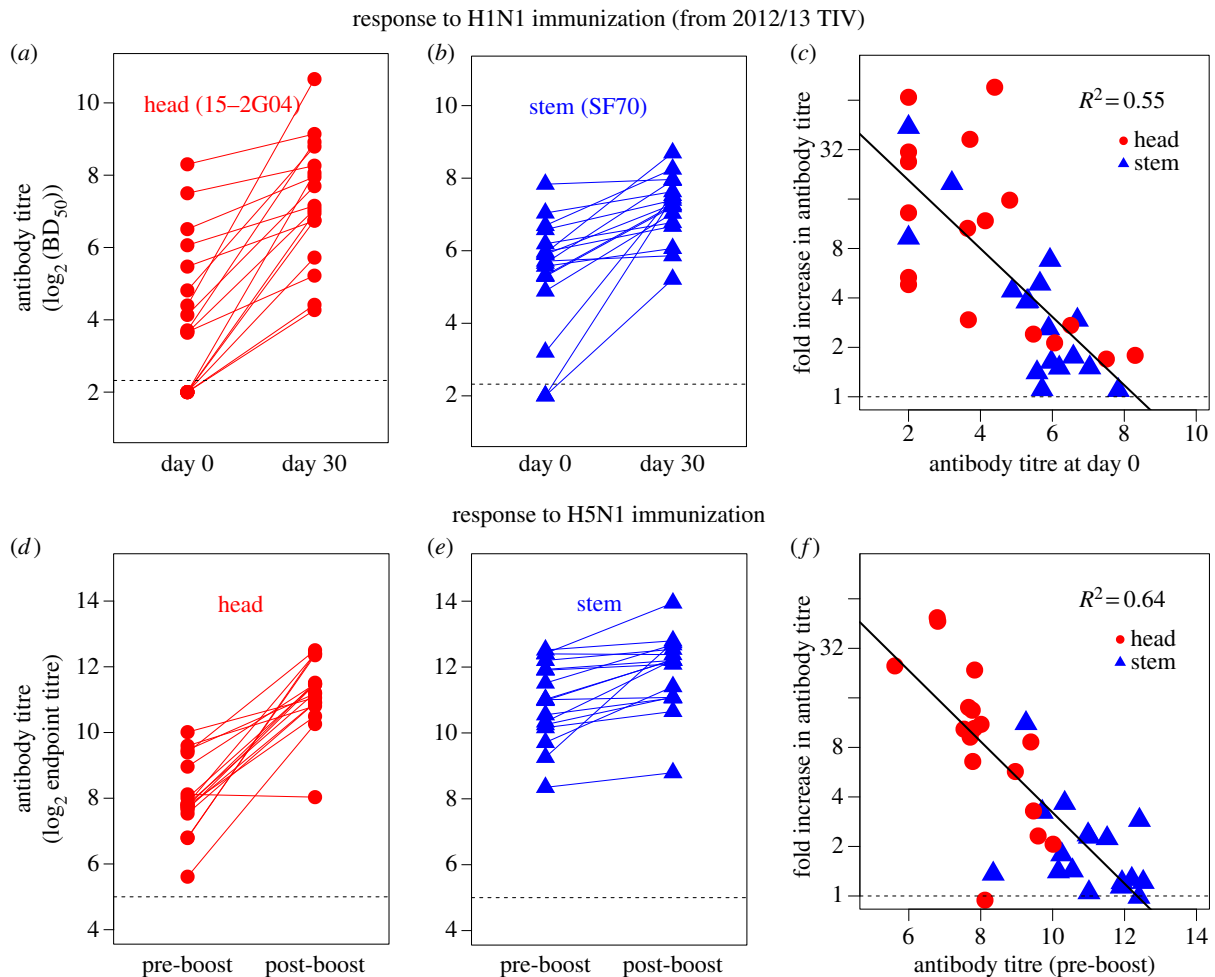 response to H1N1 immunization (from 2012/13 TIV)
(a)
head (15–2G04)
antibody titre
(log2 (BD50))
10
8
6
4
2
day 0 day 30
(b)
stem (SF70)
10
8
6
4
2
day 0 day 30
(c)
R2 = 0.55
head
stem
fold increase in antibody titre
32
8
4
2
1
2 4 6 8 10
antibody titre at day 0
response to H5N1 immunization
(d)
head
antibody titre
(log2 endpoint titre)
14
12
10
8
6
4
pre-boost post-boost
(e)
stem
14
12
10
8
6
4
pre-boost post-boost
(f)
R2 = 0.64
head
stem
fold increase in antibody titre
32
8
4
2
1
6 8 10 12 14
antibody titre (pre-boost)